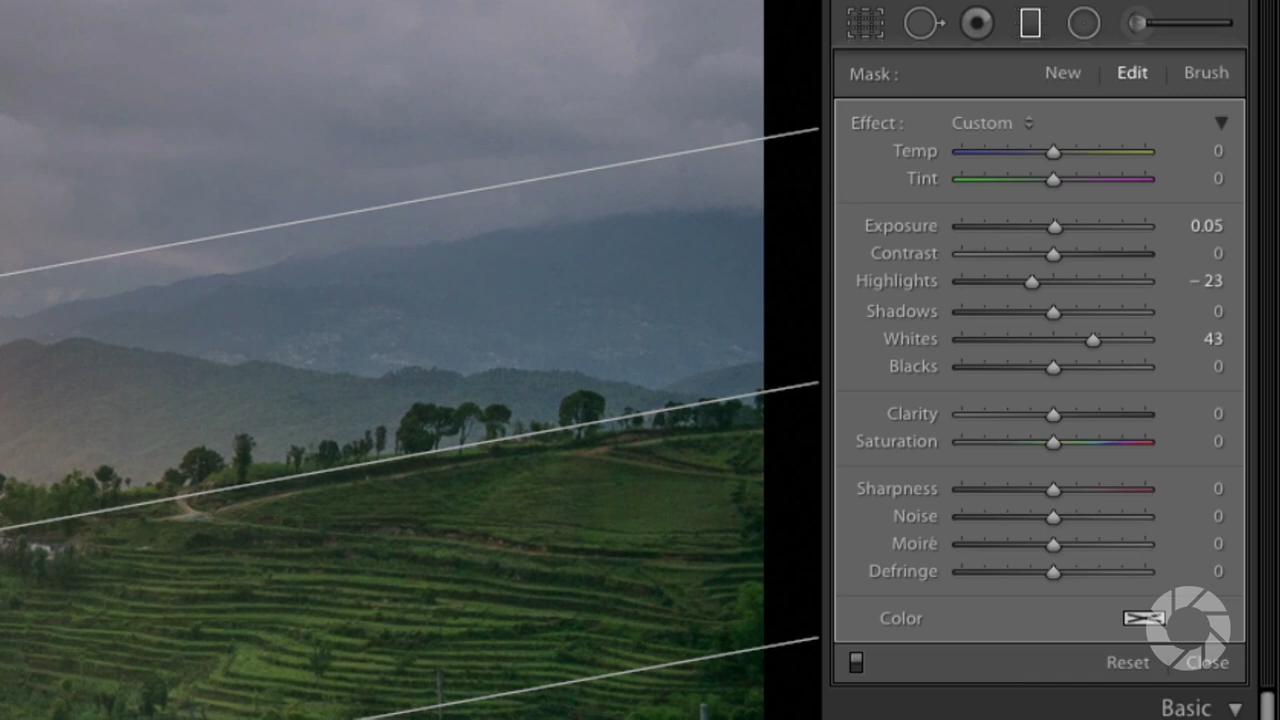 Mask : New Edit Brush
Effect : Custom
Temp 0
Tint 0
Exposure 0.05
Contrast 0
Highlights – 23
Shadows 0
Whites 43
Blacks 0
Clarity 0
Saturation 0
Sharpness 0
Noise 0
Moiré 0
Defringe 0
Color
Reset Close
Basic